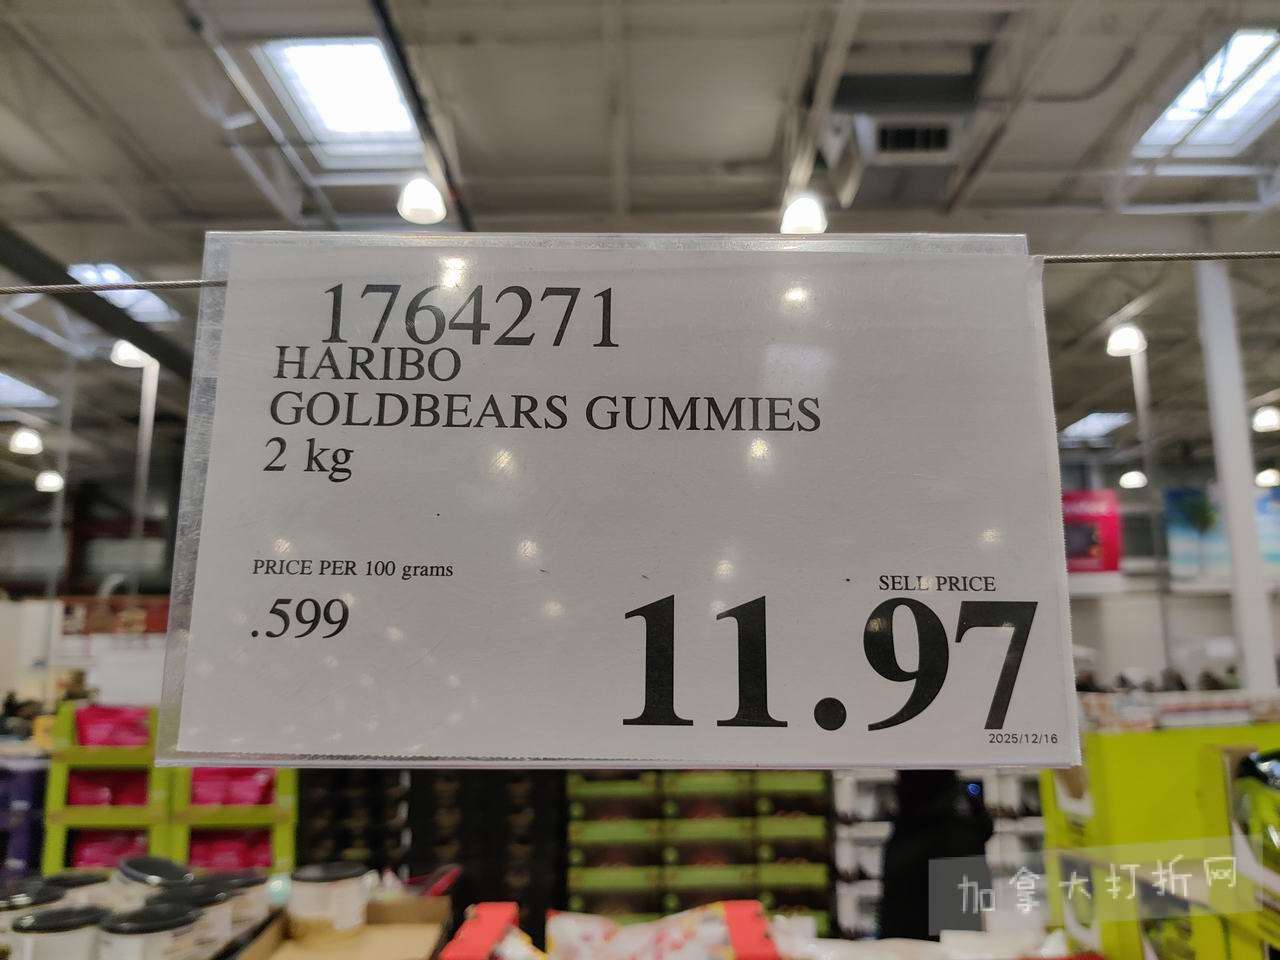 1764271
HARIBO
GOLDBEARS GUMMIES
2 kg
PRICE PER 100 grams
.599
SELL PRICE
11.97
2025/12/16
加拿大打折网